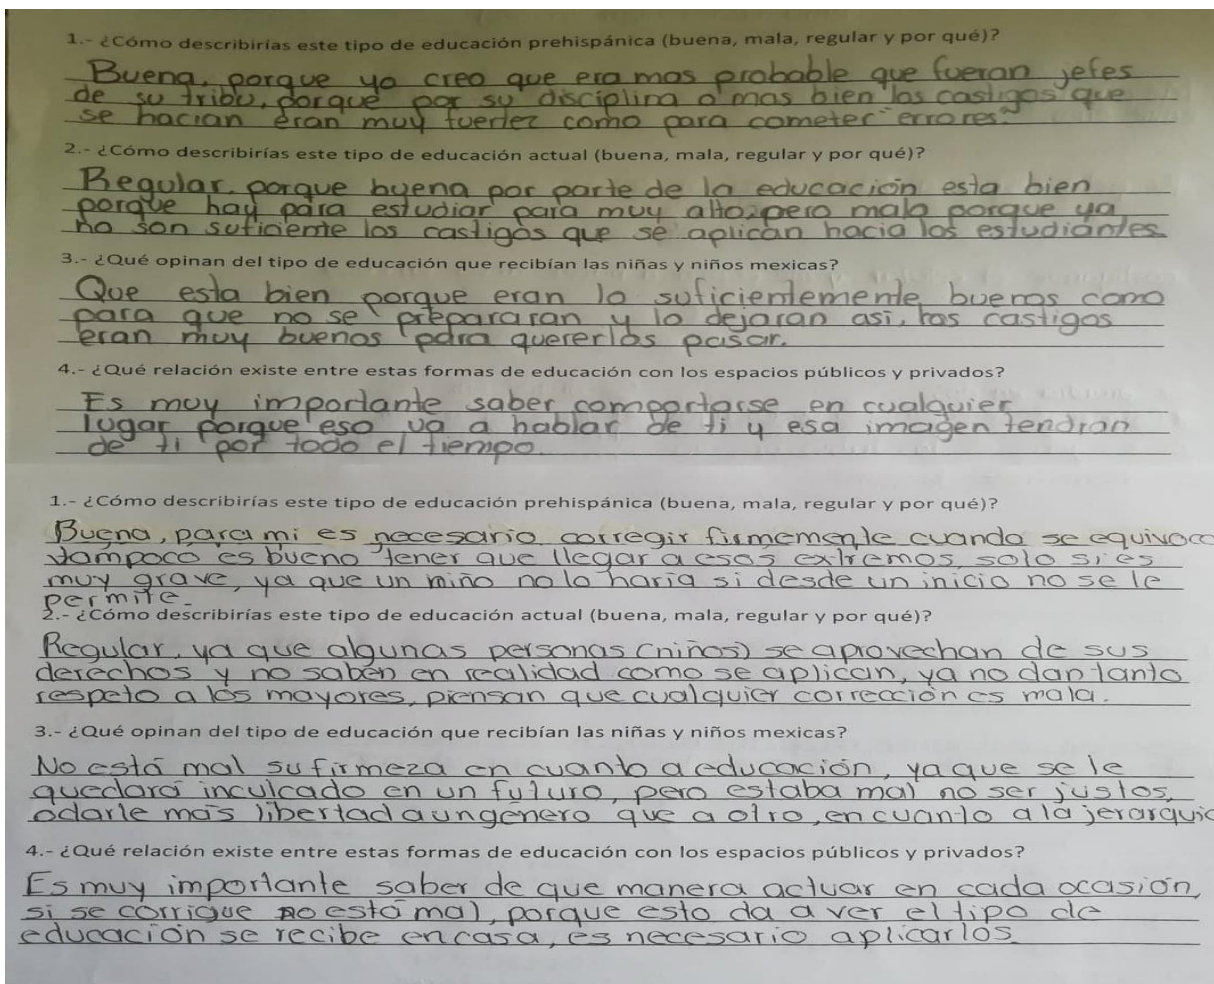 1.- ¿Cómo describirías este tipo de educación prehispánica (buena, mala, regular y por qué)?
Buena, porque yo creo que era mas probable que fueran jefes
de su tribu, porque por su disciplina o mas bien los castigos que
se hacian eran muy fuertez como para cometer errores.
2.- ¿Cómo describirías este tipo de educación actual (buena, mala, regular y por qué)?
Regular, porque buena por parte de la educación esta bien
porque hay para estudiar para muy alto, pero mala porque ya
no son suficiente los castigos que se aplican hacia los estudiantes.
3.- ¿Qué opinan del tipo de educación que recibían las niñas y niños mexicas?
Que esta bien porque eran lo suficientemente buenos como
para que no se prepararan y lo dejaran asi, los castigos
eran muy buenos para quererlos pasar.
4.- ¿Qué relación existe entre estas formas de educación con los espacios públicos y privados?
Es muy importante saber comportarse en cualquier
lugar porque eso va a hablar de ti y esa imagen tendran
de ti por todo el tiempo.
1.- ¿Cómo describirías este tipo de educación prehispánica (buena, mala, regular y por qué)?
Buena, para mi es necesario corregir firmemente cuando se equivoca
tampoco es bueno tener que llegar a esos extremos, solo si es
muy grave, ya que un niño no lo haria si desde un inicio no se le
permite.
2.- ¿Cómo describirías este tipo de educación actual (buena, mala, regular y por qué)?
Regular, ya que algunas personas (niños) se aprovechan de sus
derechos y no saben en realidad como se aplican, ya no dan tanto
respeto a los mayores, piensan que cualquier corrección es mala.
3.- ¿Qué opinan del tipo de educación que recibían las niñas y niños mexicas?
No está mal su firmeza en cuanto a educación, ya que se le
quedará inculcado en un futuro, pero estaba mal no ser justos,
o darle más libertad a un género que a otro, en cuanto a la jerarquia
4.- ¿Qué relación existe entre estas formas de educación con los espacios públicos y privados?
Es muy importante saber de que manera actuar en cada ocasión,
si se corrigue no está mal, porque esto da a ver el tipo de
educación se recibe en casa, es necesario aplicarlos.